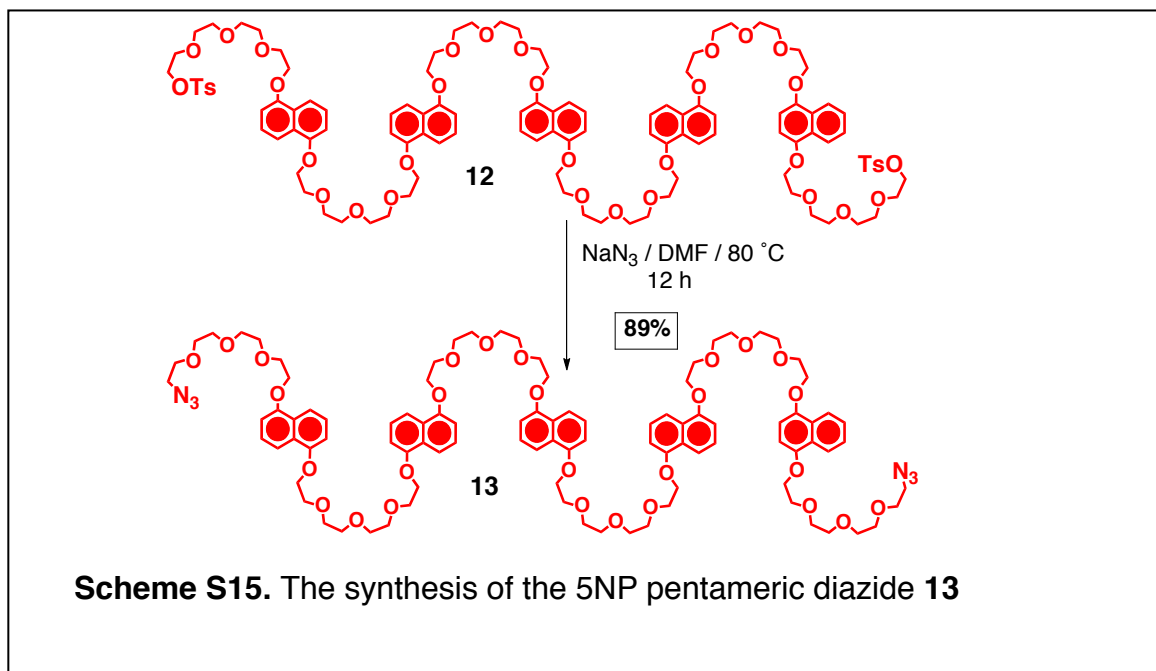 O O O
O O O O O O
OTs O O O O O
O O O O O
12 TsO
O O O O O O
O O O
NaN₃ / DMF / 80 ˚C
12 h
89%
O O O
O O O O O O
N₃ O O O O O
O O O O O
13 N₃
O O O O O O
O O O
Scheme S15. The synthesis of the 5NP pentameric diazide 13